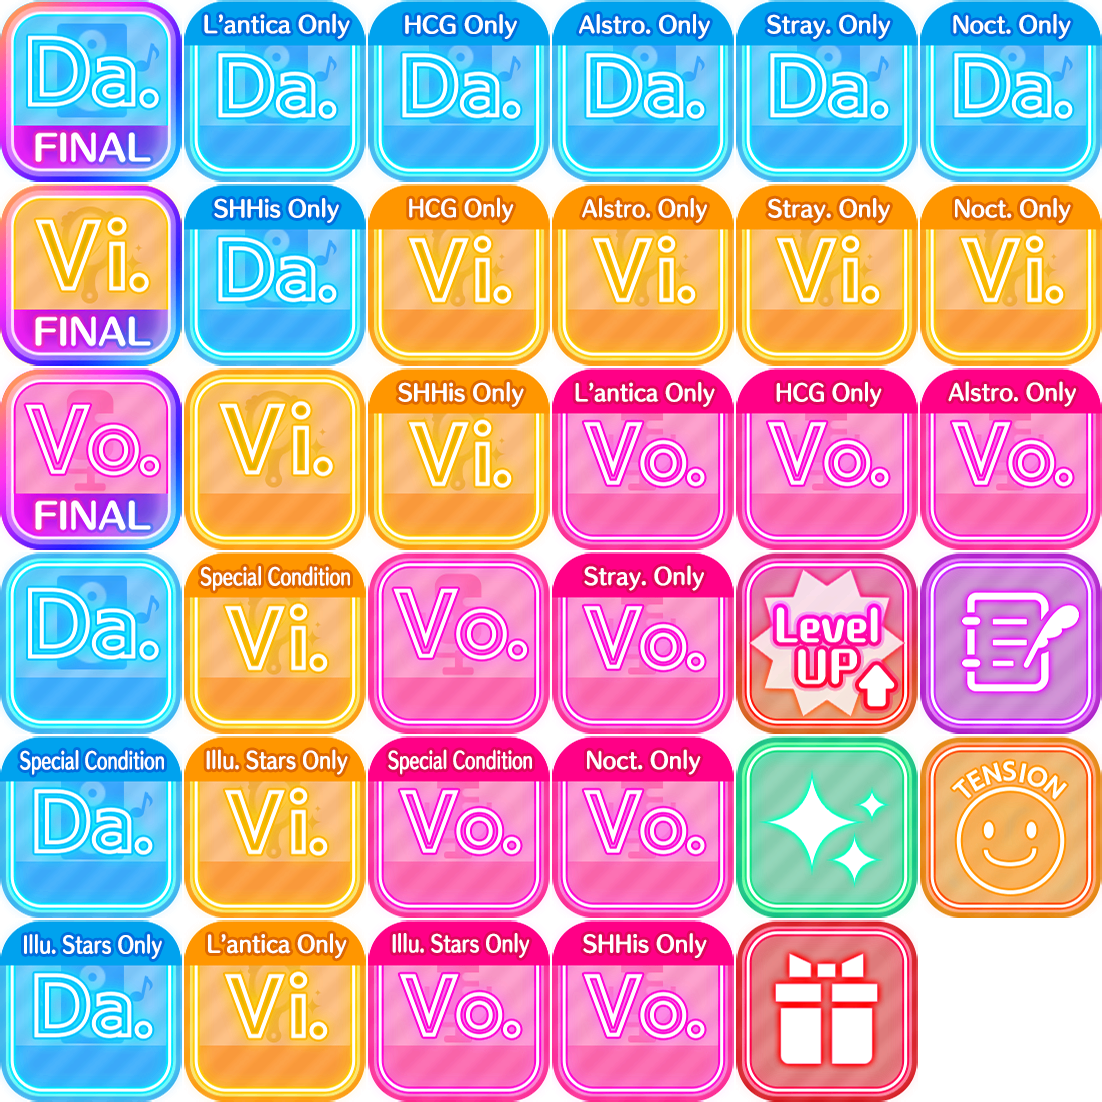 Da.
FINAL
L'antica Only
Da.
HCG Only
Da.
Alstro. Only
Da.
Stray. Only
Da.
Noct. Only
Da.
Vi.
FINAL
SHHis Only
Da.
HCG Only
Vi.
Alstro. Only
Vi.
Stray. Only
Vi.
Noct. Only
Vi.
Vo.
FINAL
Vi.
SHHis Only
Vi.
L'antica Only
Vo.
HCG Only
Vo.
Alstro. Only
Vo.
Da.
Special Condition
Vi.
Vo.
Stray. Only
Vo.
Level
UP
Special Condition
Da.
Illu. Stars Only
Vi.
Special Condition
Vo.
Noct. Only
Vo.
TENSION
Illu. Stars Only
Da.
L'antica Only
Vi.
Illu. Stars Only
Vo.
SHHis Only
Vo.